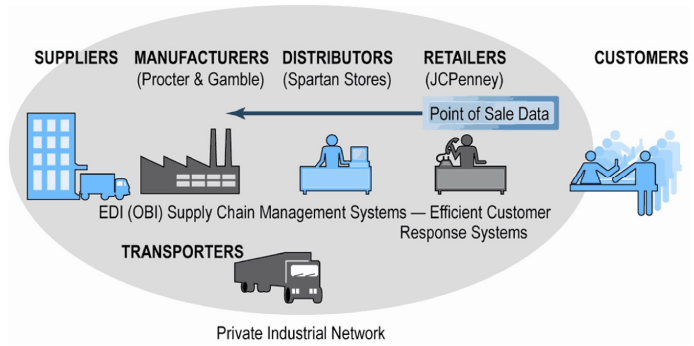 SUPPLIERS
MANUFACTURERS
(Procter & Gamble)
DISTRIBUTORS
(Spartan Stores)
RETAILERS
(JCPenney)
CUSTOMERS
Point of Sale Data
EDI (OBI) Supply Chain Management Systems — Efficient Customer
Response Systems
TRANSPORTERS
Private Industrial Network